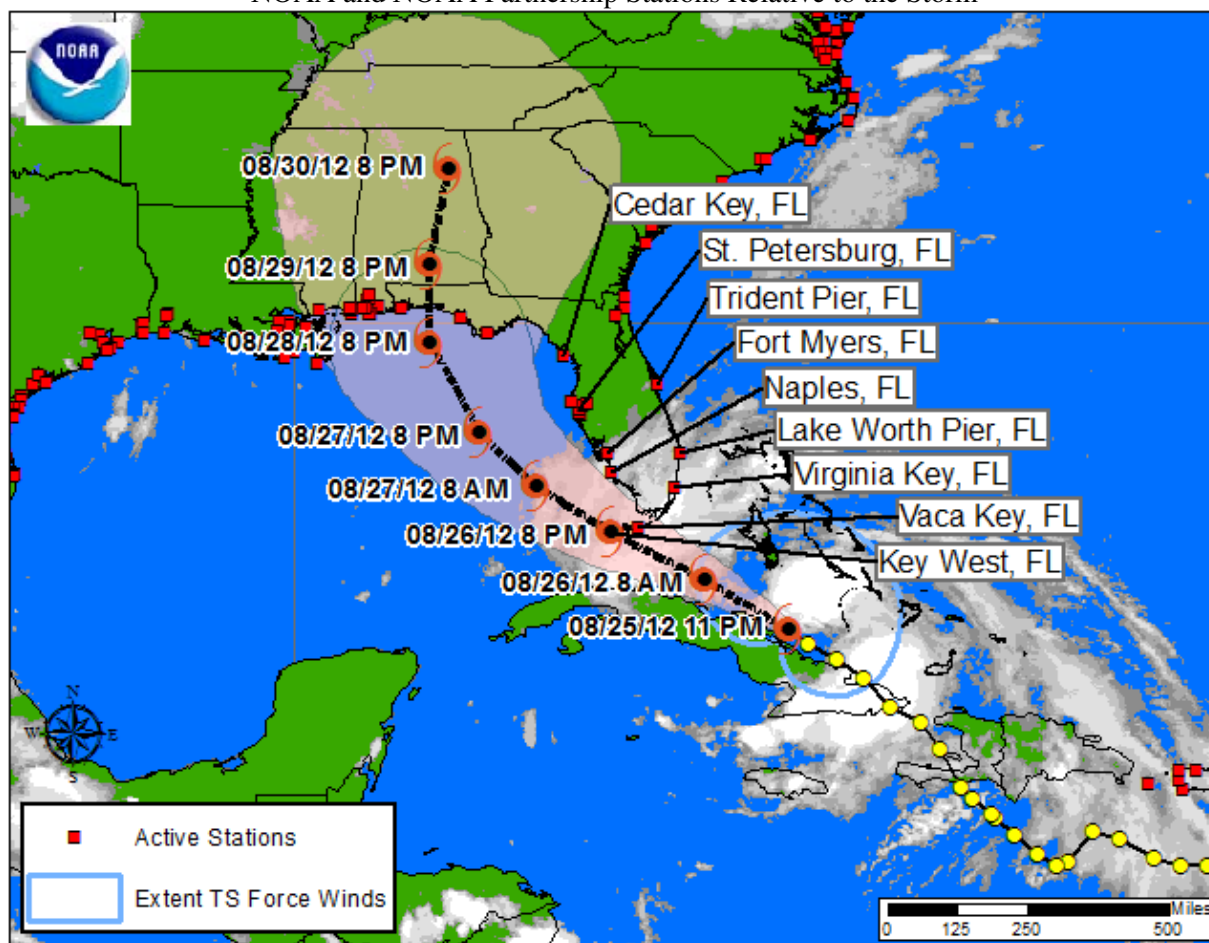 NOAA and NOAA Partnership Stations Relative to the Storm
NOAA
08/30/12 8 PM
Cedar Key, FL
St. Petersburg, FL
08/29/12 8 PM
Trident Pier, FL
08/28/12 8 PM
Fort Myers, FL
Naples, FL
08/27/12 8 PM
Lake Worth Pier, FL
Virginia Key, FL
08/27/12 8 AM
Vaca Key, FL
08/26/12 8 PM
Key West, FL
08/26/12 8 AM
08/25/12 11 PM
N
W
E
S
Active Stations
Extent TS Force Winds
Miles
0 125 250 500